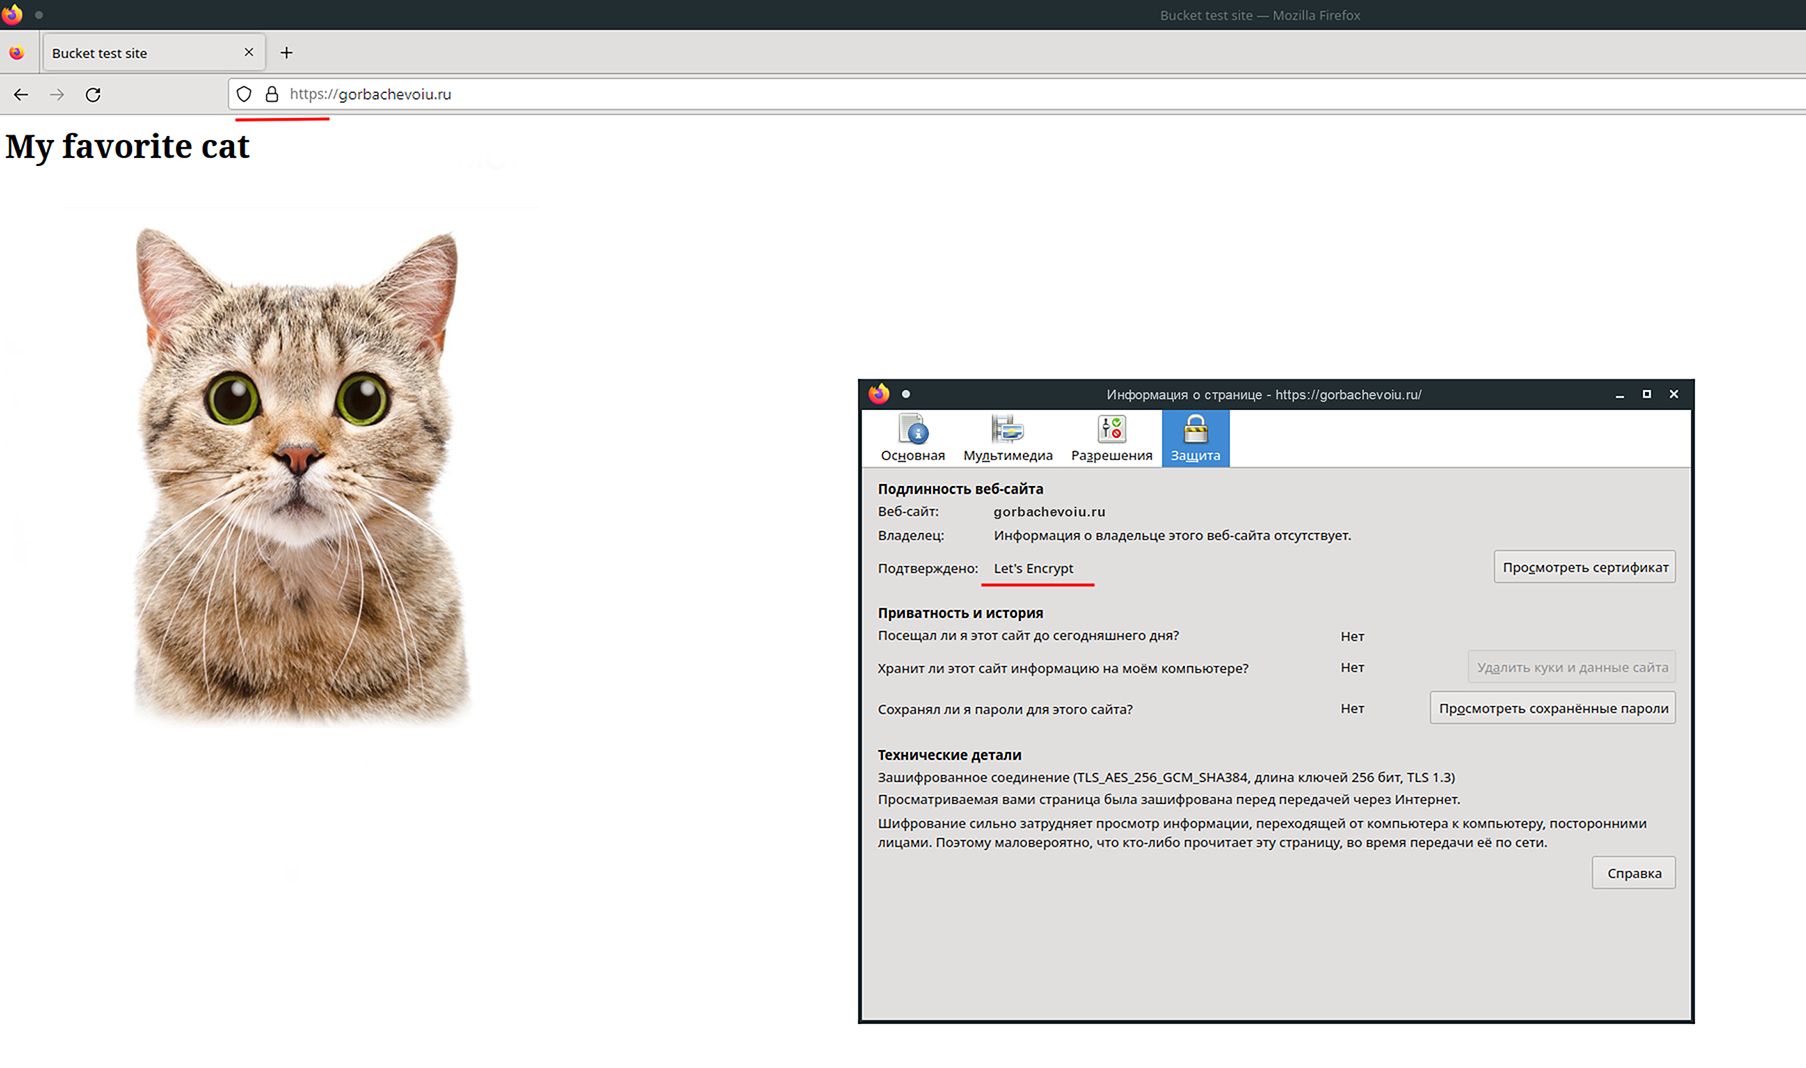 Bucket test site — Mozilla Firefox
Bucket test site
https://gorbachevoiu.ru
My favorite cat
Информация о странице - https://gorbachevoiu.ru/
Основная Мультимедиа Разрешения Защита
Подлинность веб-сайта
Веб-сайт: gorbachevoiu.ru
Владелец: Информация о владельце этого веб-сайта отсутствует.
Подтверждено: Let's Encrypt Просмотреть сертификат
Приватность и история
Посещал ли я этот сайт до сегодняшнего дня? Нет
Хранит ли этот сайт информацию на моём компьютере? Нет Удалить куки и данные сайта
Сохранял ли я пароли для этого сайта? Нет Просмотреть сохранённые пароли
Технические детали
Зашифрованное соединение (TLS_AES_256_GCM_SHA384, длина ключей 256 бит, TLS 1.3)
Просматриваемая вами страница была зашифрована перед передачей через Интернет.
Шифрование сильно затрудняет просмотр информации, переходящей от компьютера к компьютеру, посторонними
лицами. Поэтому маловероятно, что кто-либо прочитает эту страницу, во время передачи её по сети.
Справка